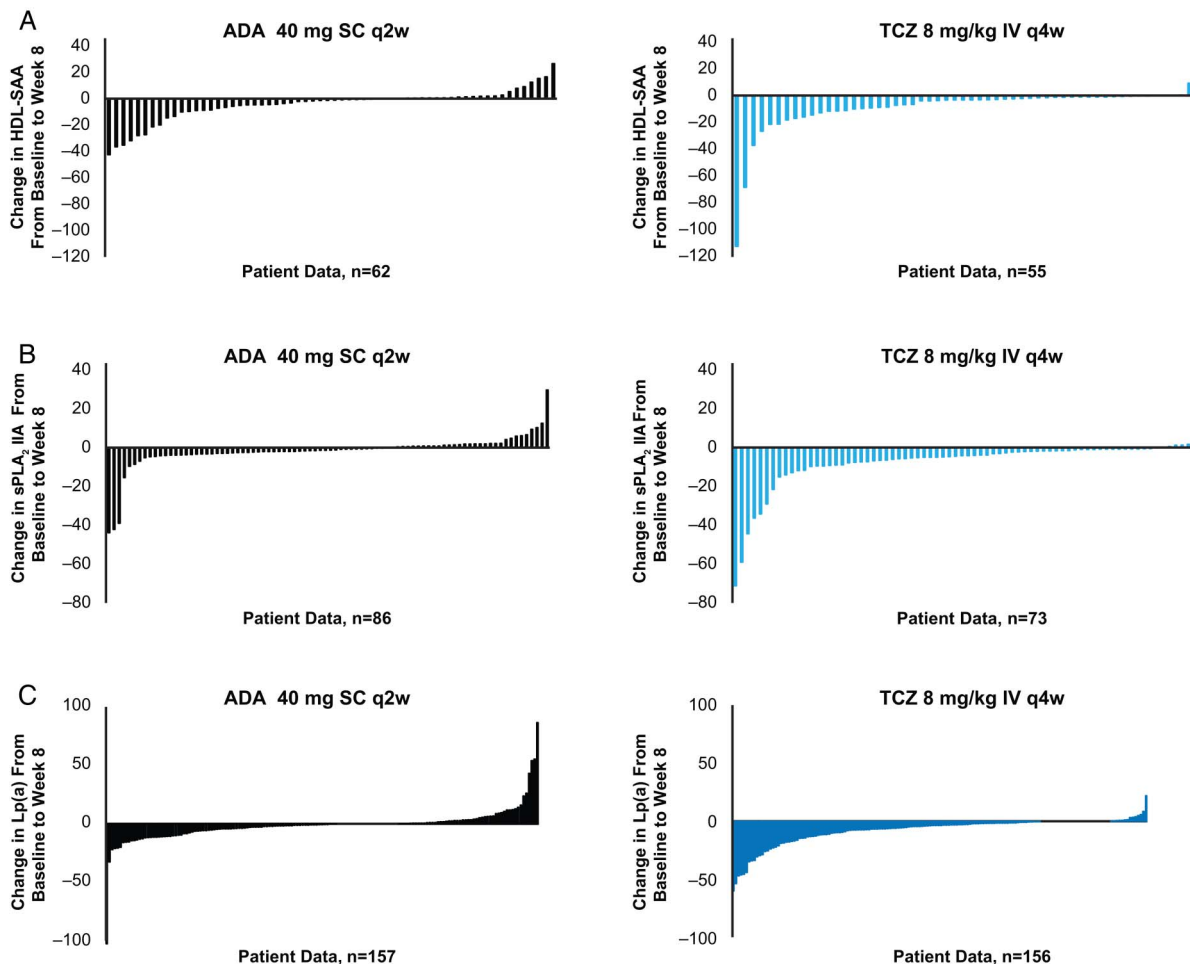 A
ADA 40 mg SC q2w
Change in HDL-SAA
From Baseline to Week 8
40
20
0
–20
–40
–60
–80
–100
–120
Patient Data, n=62
TCZ 8 mg/kg IV q4w
Change in HDL-SAA
From Baseline to Week 8
40
20
0
–20
–40
–60
–80
–100
–120
Patient Data, n=55
B
ADA 40 mg SC q2w
Change in sPLA₂ IIA From
Baseline to Week 8
40
20
0
–20
–40
–60
–80
Patient Data, n=86
TCZ 8 mg/kg IV q4w
Change in sPLA₂ IIA From
Baseline to Week 8
40
20
0
–20
–40
–60
–80
Patient Data, n=73
C
ADA 40 mg SC q2w
Change in Lp(a) From
Baseline to Week 8
100
50
0
–50
–100
Patient Data, n=157
TCZ 8 mg/kg IV q4w
Change in Lp(a) From
Baseline to Week 8
100
50
0
–50
–100
Patient Data, n=156